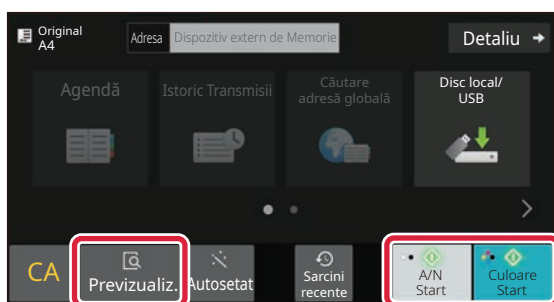 Original
A4
Adresa Dispozitiv extern de Memorie
Detaliu
Agendă
Istoric Transmisii
Căutare
adresă globală
Disc local/
USB
CA
Previzualiz.
Autosetat
Sarcini
recente
A/N
Start
Culoare
Start